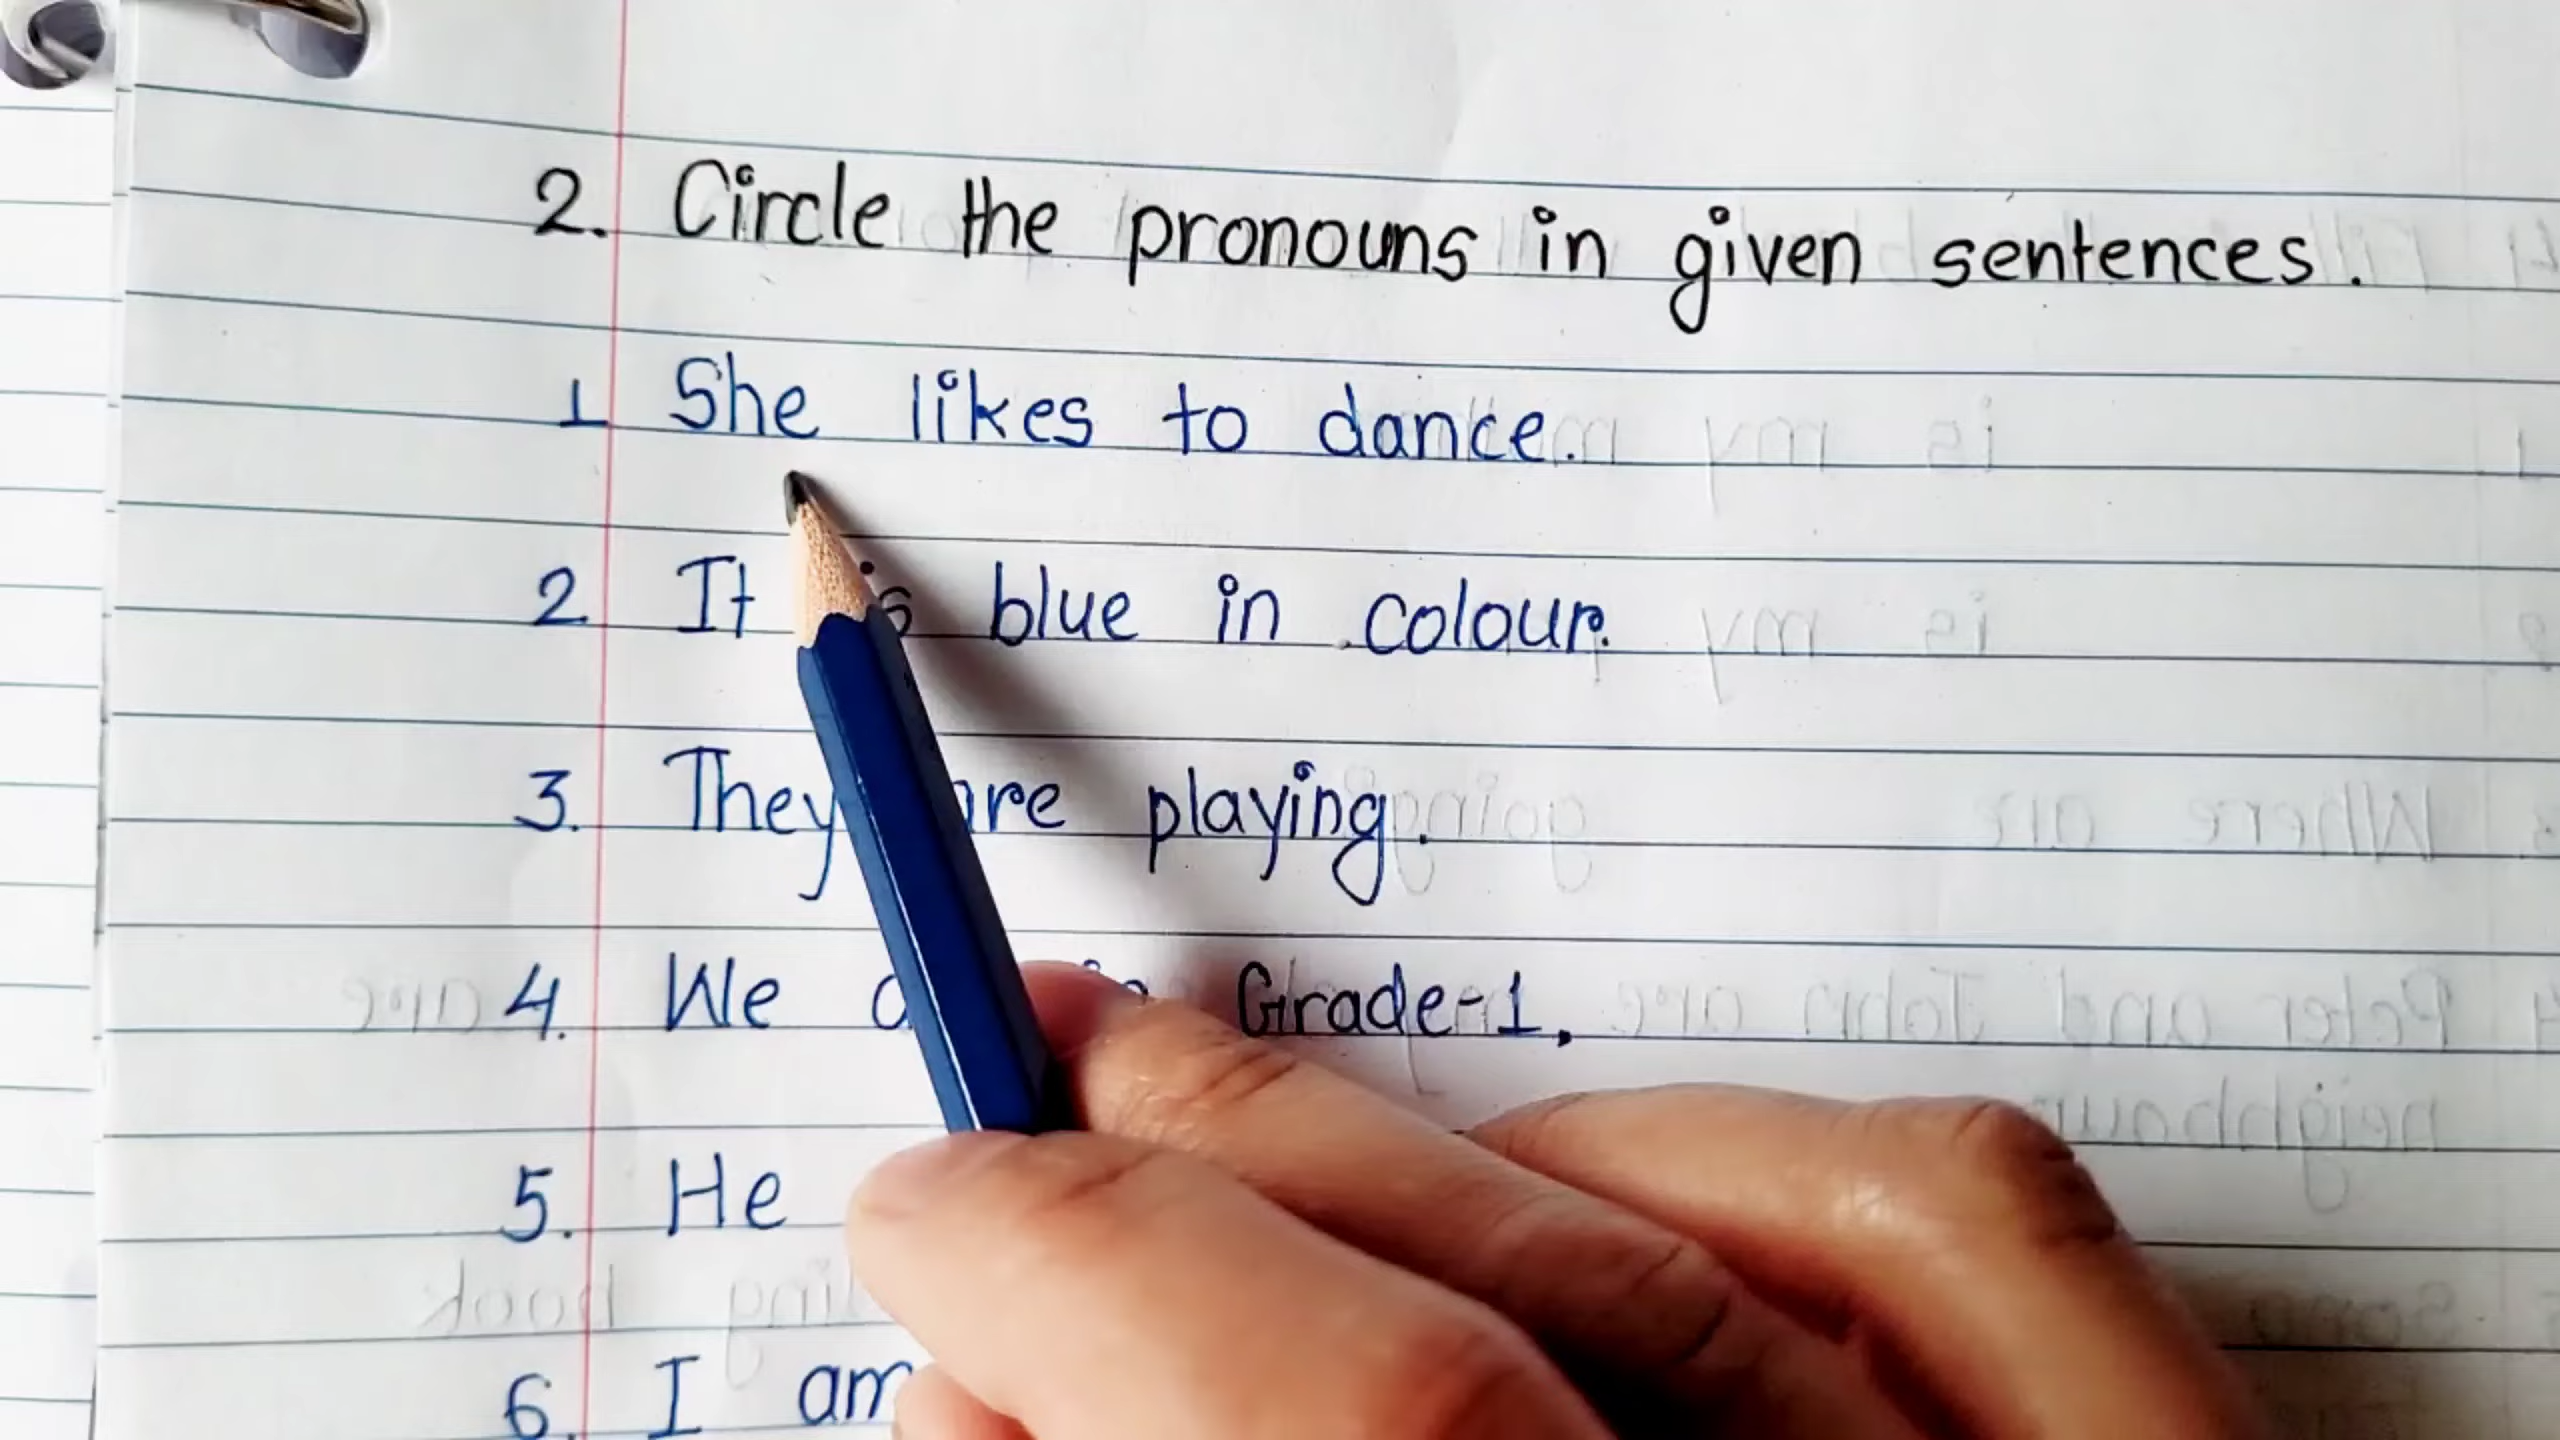 2. Circle the pronouns in given sentences.
1 She likes to dance.
2 It is blue in colour.
3. They are playing.
4. We Grade-1.
5. He
6. I am